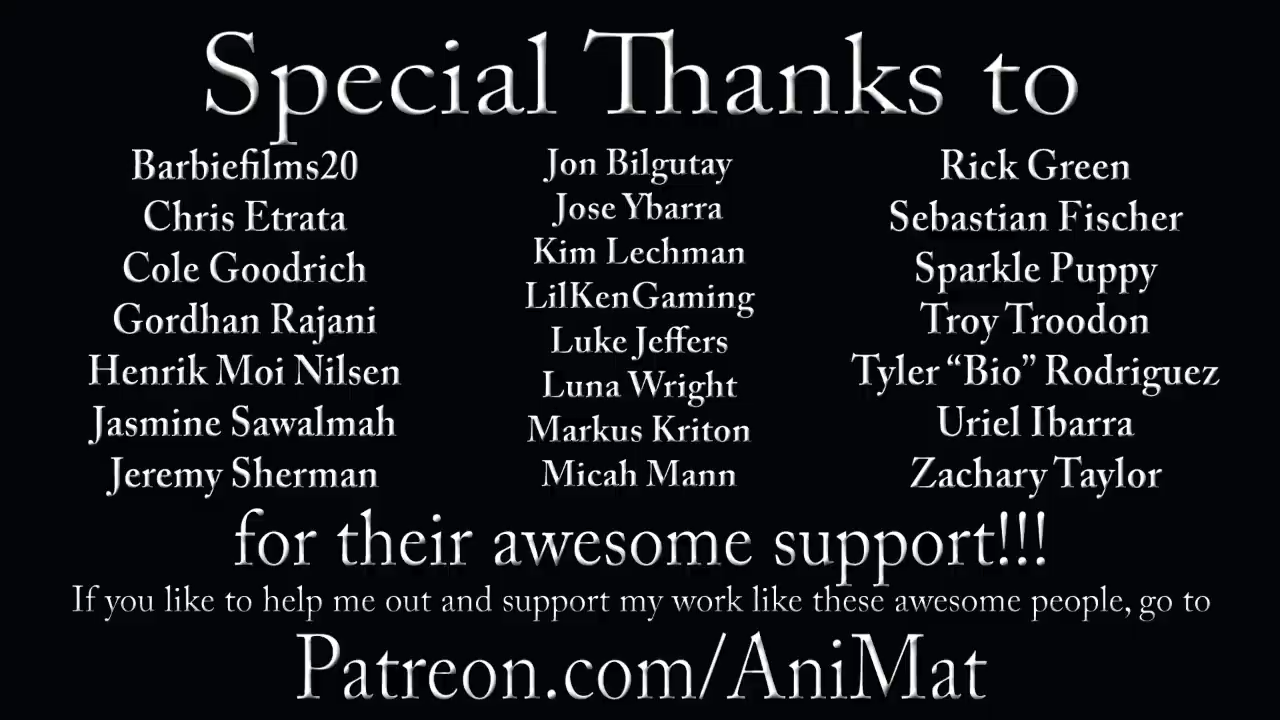 Special Thanks to
Barbiefilms20
Chris Etrata
Cole Goodrich
Gordhan Rajani
Henrik Moi Nilsen
Jasmine Sawalmah
Jeremy Sherman
Jon Bilgutay
Jose Ybarra
Kim Lechman
LilKenGaming
Luke Jeffers
Luna Wright
Markus Kriton
Micah Mann
Rick Green
Sebastian Fischer
Sparkle Puppy
Troy Troodon
Tyler “Bio” Rodriguez
Uriel Ibarra
Zachary Taylor
for their awesome support!!!
If you like to help me out and support my work like these awesome people, go to
Patreon.com/AniMat